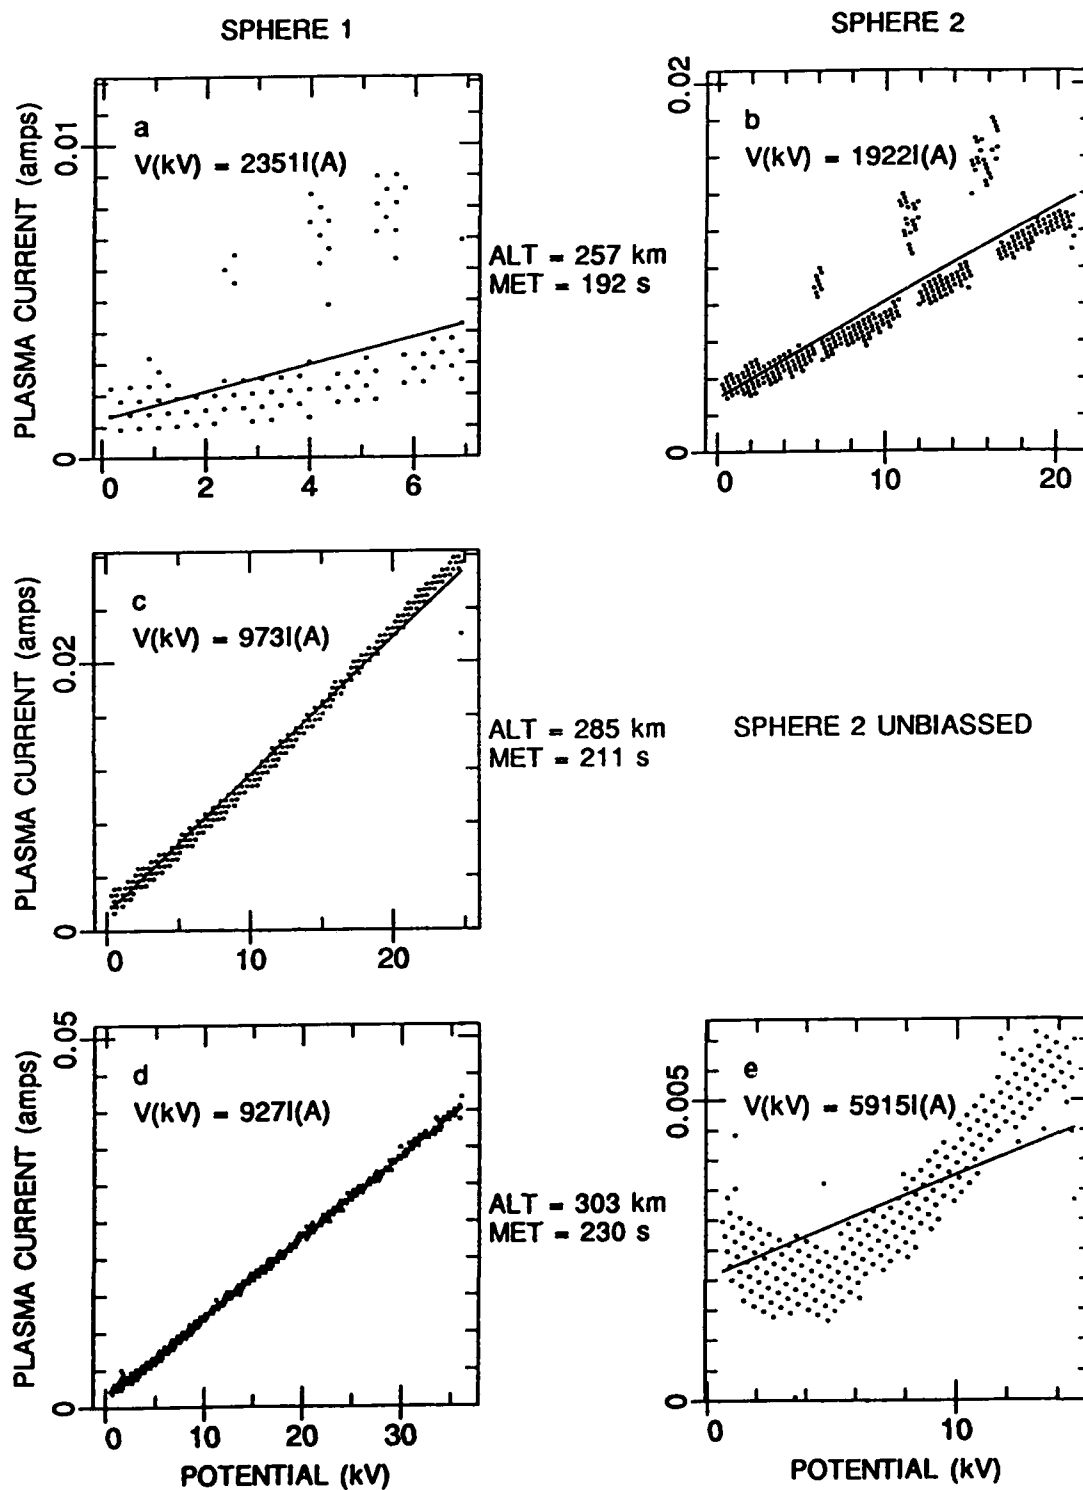 SPHERE 1
SPHERE 2
PLASMA CURRENT (amps)
0.01
0
a
V(kV) = 2351I(A)
0 2 4 6
ALT = 257 km
MET = 192 s
0.02
0
b
V(kV) = 1922I(A)
0 10 20
PLASMA CURRENT (amps)
0.02
0
c
V(kV) = 973I(A)
0 10 20
ALT = 285 km
MET = 211 s
SPHERE 2 UNBIASSED
PLASMA CURRENT (amps)
0.05
0
d
V(kV) = 927I(A)
0 10 20 30
POTENTIAL (kV)
ALT = 303 km
MET = 230 s
0.005
0
e
V(kV) = 5915I(A)
0 10
POTENTIAL (kV)